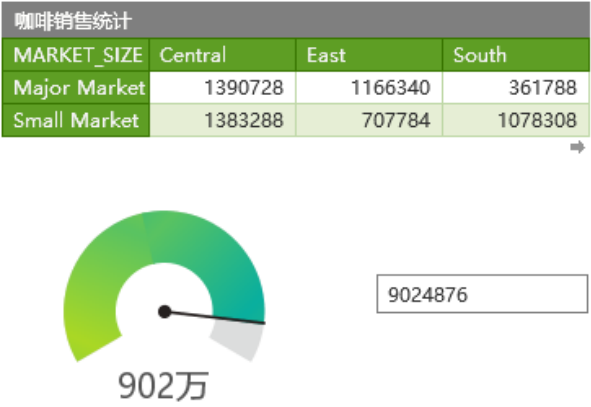 咖啡销售统计
MARKET_SIZE Central East South
Major Market 1390728 1166340 361788
Small Market 1383288 707784 1078308
902万
9024876